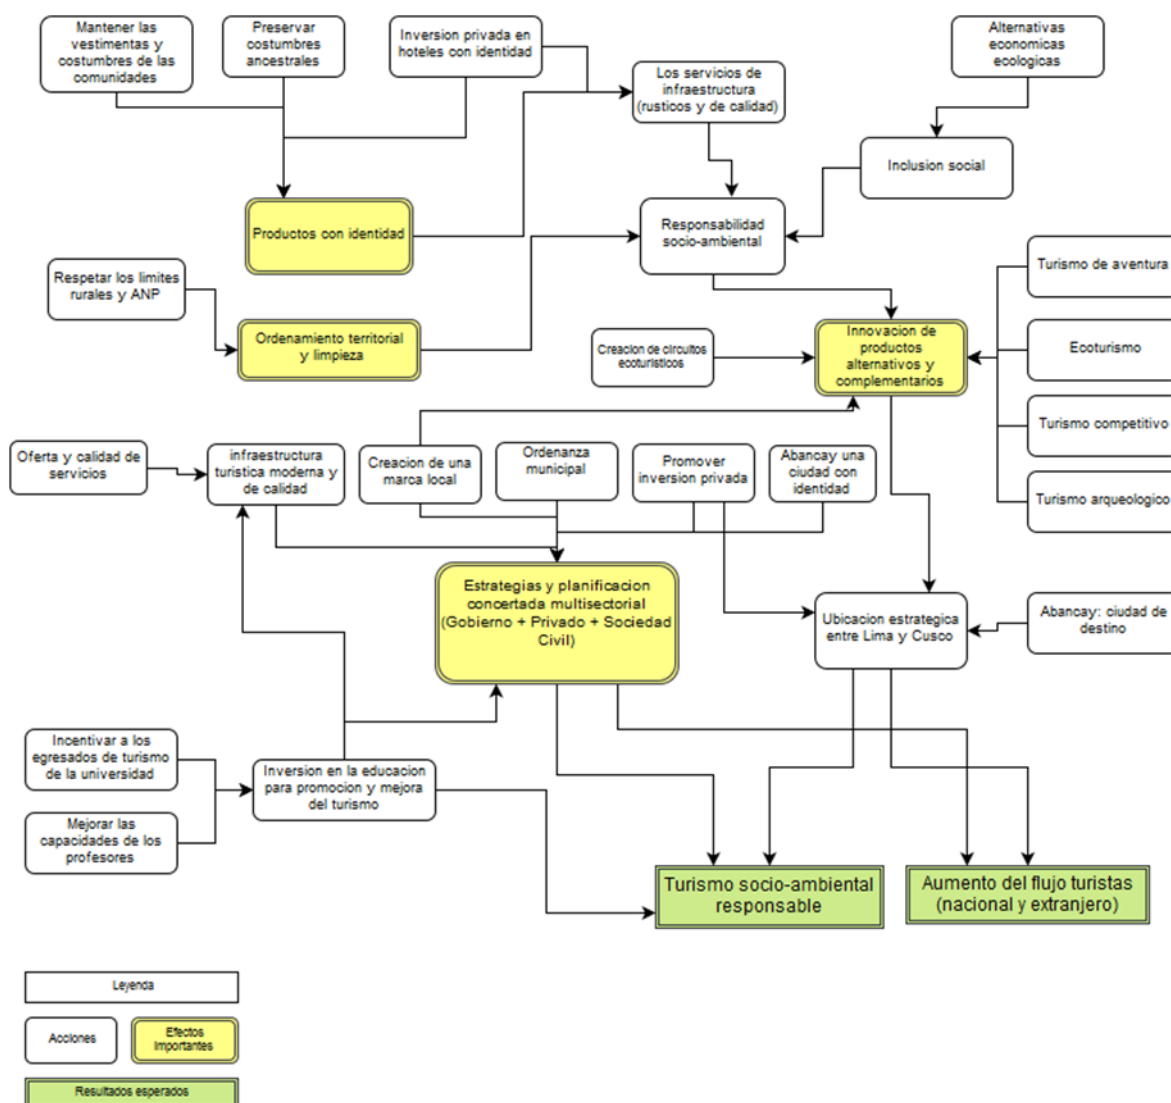 Mantener las
vestimentas y
costumbres de las
comunidades
Preservar
costumbres
ancestrales
Inversion privada en
hoteles con identidad
Los servicios de
infraestructura
(rusticos y de calidad)
Alternativas
economicas
ecologicas
Inclusion social
Productos con identidad
Responsabilidad
socio-ambiental
Respetar los limites
rurales y ANP
Ordenamiento territorial
y limpieza
Creacion de circuitos
ecoturisticos
Innovacion de
productos
alternativos y
complementarios
Turismo de aventura
Ecoturismo
Turismo competitivo
Turismo arqueologico
Oferta y calidad de
servicios
infraestructura
turistica moderna y
de calidad
Creacion de una
marca local
Ordenanza
municipal
Promover
inversion privada
Abancay una
ciudad con
identidad
Estrategias y planificacion
concertada multisectorial
(Gobierno + Privado + Sociedad
Civil)
Ubicacion estrategica
entre Lima y Cusco
Abancay: ciudad de
destino
Incentivar a los
egresados de turismo
de la universidad
Mejorar las
capacidades de los
profesores
Inversion en la educacion
para promocion y mejora
del turismo
Turismo socio-ambiental
responsable
Aumento del flujo turistas
(nacional y extranjero)
Leyenda
Acciones
Efectos
Importantes
Resultados esperados